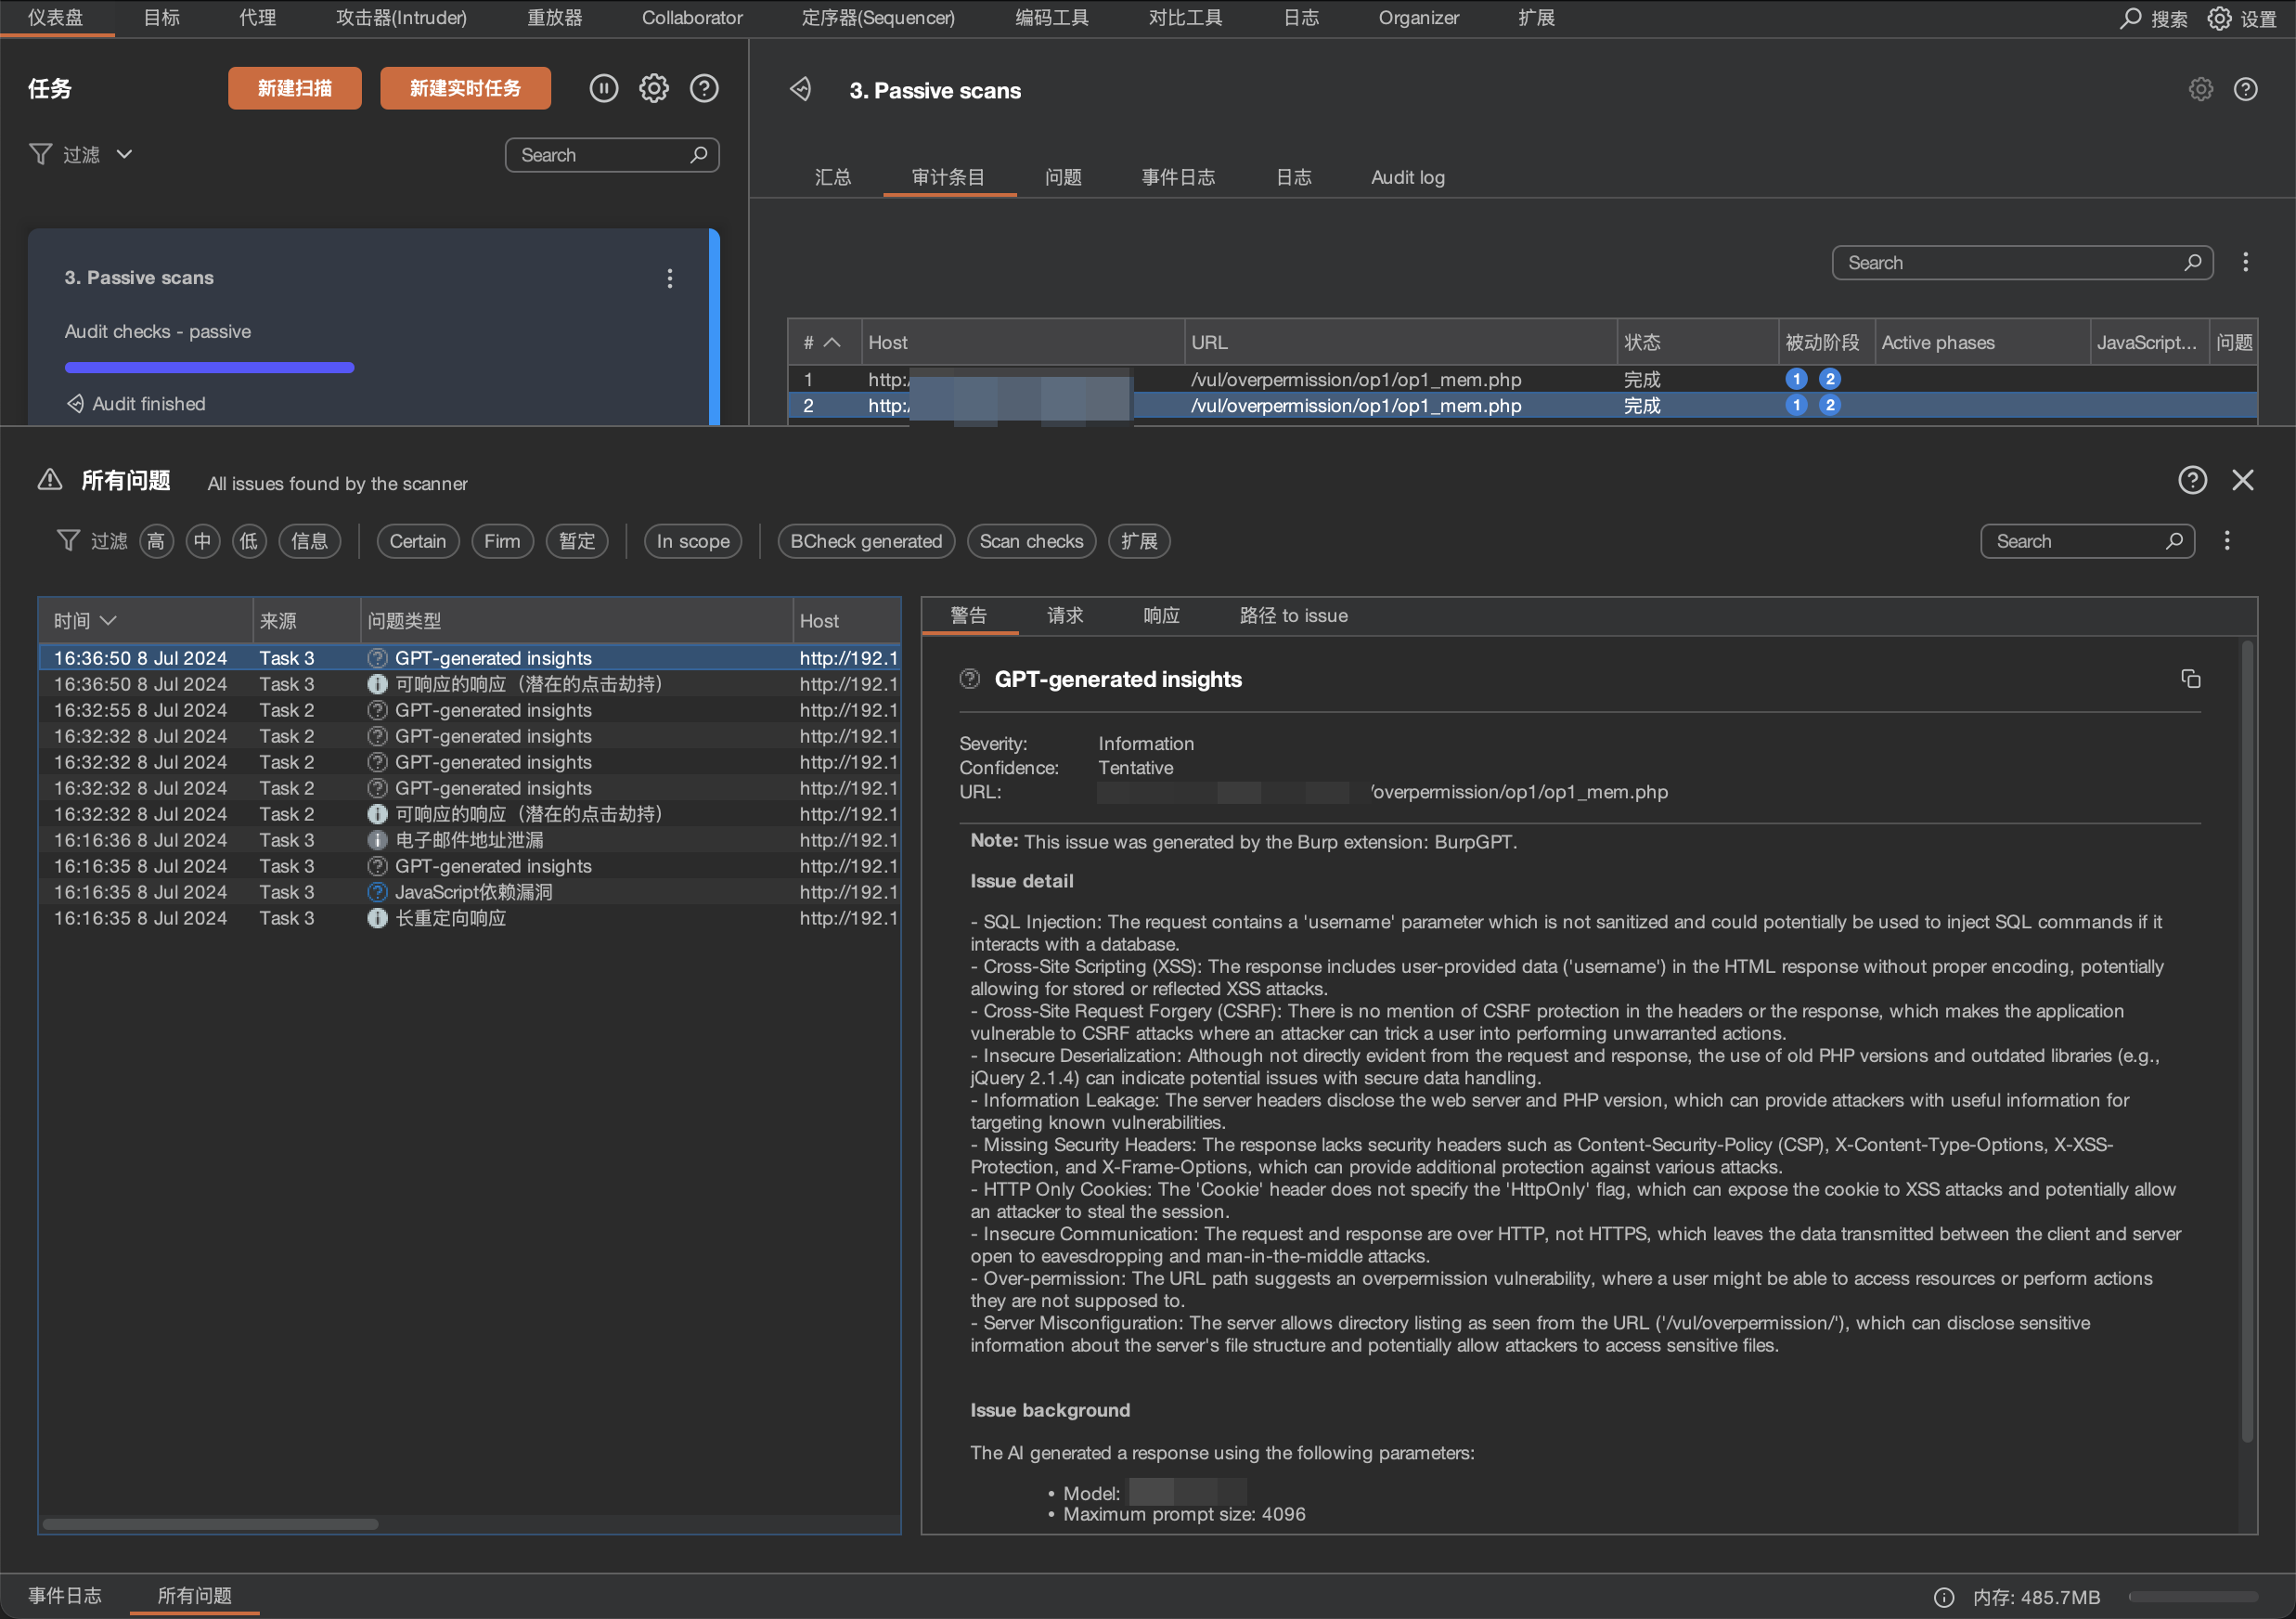 仪表盘 目标 代理 攻击器(Intruder) 重放器 Collaborator 定序器(Sequencer) 编码工具 对比工具 日志 Organizer 扩展 搜索 设置
任务 新建扫描 新建实时任务
过滤 Search
3. Passive scans
Audit checks - passive
Audit finished
3. Passive scans
汇总 审计条目 问题 事件日志 日志 Audit log
Search
# Host URL 状态 被动阶段 Active phases JavaScript... 问题
1 http:/ /vul/overpermission/op1/op1_mem.php 完成 1 2
2 http:/ /vul/overpermission/op1/op1_mem.php 完成 1 2
所有问题 All issues found by the scanner
过滤 高 中 低 信息 Certain Firm 暂定 In scope BCheck generated Scan checks 扩展 Search
时间 来源 问题类型 Host
16:36:50 8 Jul 2024 Task 3 GPT-generated insights http://192.1
16:36:50 8 Jul 2024 Task 3 可响应的响应（潜在的点击劫持） http://192.1
16:32:55 8 Jul 2024 Task 2 GPT-generated insights http://192.1
16:32:32 8 Jul 2024 Task 2 GPT-generated insights http://192.1
16:32:32 8 Jul 2024 Task 2 GPT-generated insights http://192.1
16:32:32 8 Jul 2024 Task 2 GPT-generated insights http://192.1
16:32:32 8 Jul 2024 Task 2 可响应的响应（潜在的点击劫持） http://192.1
16:16:36 8 Jul 2024 Task 3 电子邮件地址泄漏 http://192.1
16:16:35 8 Jul 2024 Task 3 GPT-generated insights http://192.1
16:16:35 8 Jul 2024 Task 3 JavaScript依赖漏洞 http://192.1
16:16:35 8 Jul 2024 Task 3 长重定向响应 http://192.1
警告 请求 响应 路径 to issue
GPT-generated insights
Severity: Information
Confidence: Tentative
URL: /overpermission/op1/op1_mem.php
Note: This issue was generated by the Burp extension: BurpGPT.
Issue detail
- SQL Injection: The request contains a 'username' parameter which is not sanitized and could potentially be used to inject SQL commands if it
interacts with a database.
- Cross-Site Scripting (XSS): The response includes user-provided data ('username') in the HTML response without proper encoding, potentially
allowing for stored or reflected XSS attacks.
- Cross-Site Request Forgery (CSRF): There is no mention of CSRF protection in the headers or the response, which makes the application
vulnerable to CSRF attacks where an attacker can trick a user into performing unwarranted actions.
- Insecure Deserialization: Although not directly evident from the request and response, the use of old PHP versions and outdated libraries (e.g.,
jQuery 2.1.4) can indicate potential issues with secure data handling.
- Information Leakage: The server headers disclose the web server and PHP version, which can provide attackers with useful information for
targeting known vulnerabilities.
- Missing Security Headers: The response lacks security headers such as Content-Security-Policy (CSP), X-Content-Type-Options, X-XSS-
Protection, and X-Frame-Options, which can provide additional protection against various attacks.
- HTTP Only Cookies: The 'Cookie' header does not specify the 'HttpOnly' flag, which can expose the cookie to XSS attacks and potentially allow
an attacker to steal the session.
- Insecure Communication: The request and response are over HTTP, not HTTPS, which leaves the data transmitted between the client and server
open to eavesdropping and man-in-the-middle attacks.
- Over-permission: The URL path suggests an overpermission vulnerability, where a user might be able to access resources or perform actions
they are not supposed to.
- Server Misconfiguration: The server allows directory listing as seen from the URL ('/vul/overpermission/'), which can disclose sensitive
information about the server's file structure and potentially allow attackers to access sensitive files.
Issue background
The AI generated a response using the following parameters:
• Model:
• Maximum prompt size: 4096
事件日志 所有问题 内存: 485.7MB